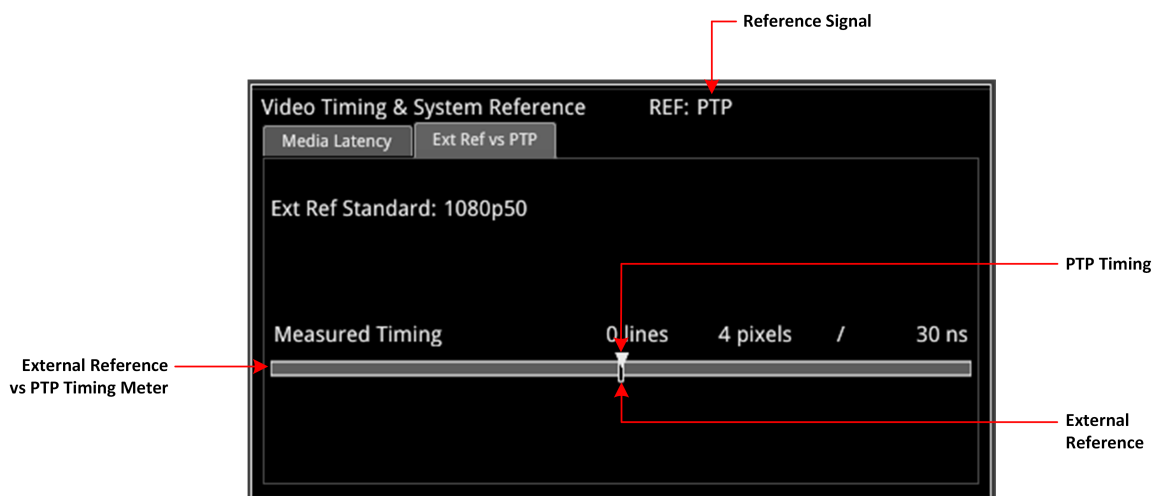 Reference Signal
Video Timing & System Reference REF: PTP
Media Latency Ext Ref vs PTP
Ext Ref Standard: 1080p50
PTP Timing
Measured Timing 0 lines 4 pixels / 30 ns
External Reference
vs PTP Timing Meter
External
Reference